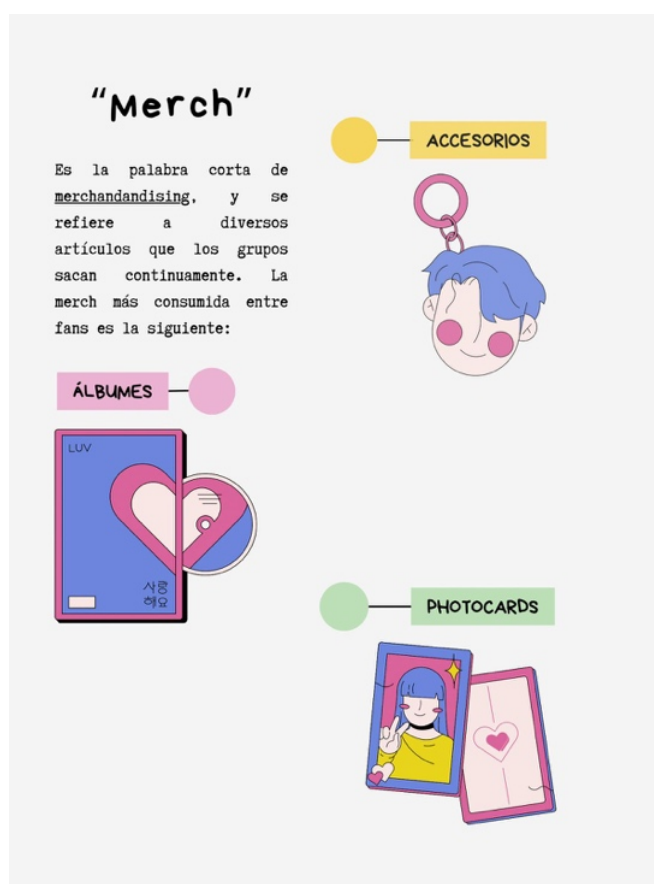 “Merch”
Es la palabra corta de
merchandandising, y se
refiere a diversos
artículos que los grupos
sacan continuamente. La
merch más consumida entre
fans es la siguiente:
ACCESORIOS
ÁLBUMES
LUV
사랑
해요
PHOTOCARDS